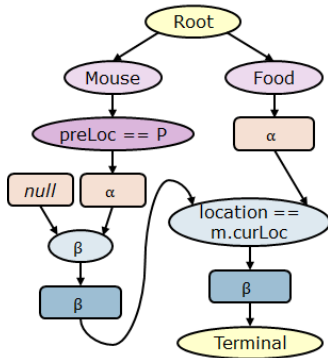 Root
Mouse
Food
preLoc == P
α
null
α
location ==
m.curLoc
β
β
β
Terminal